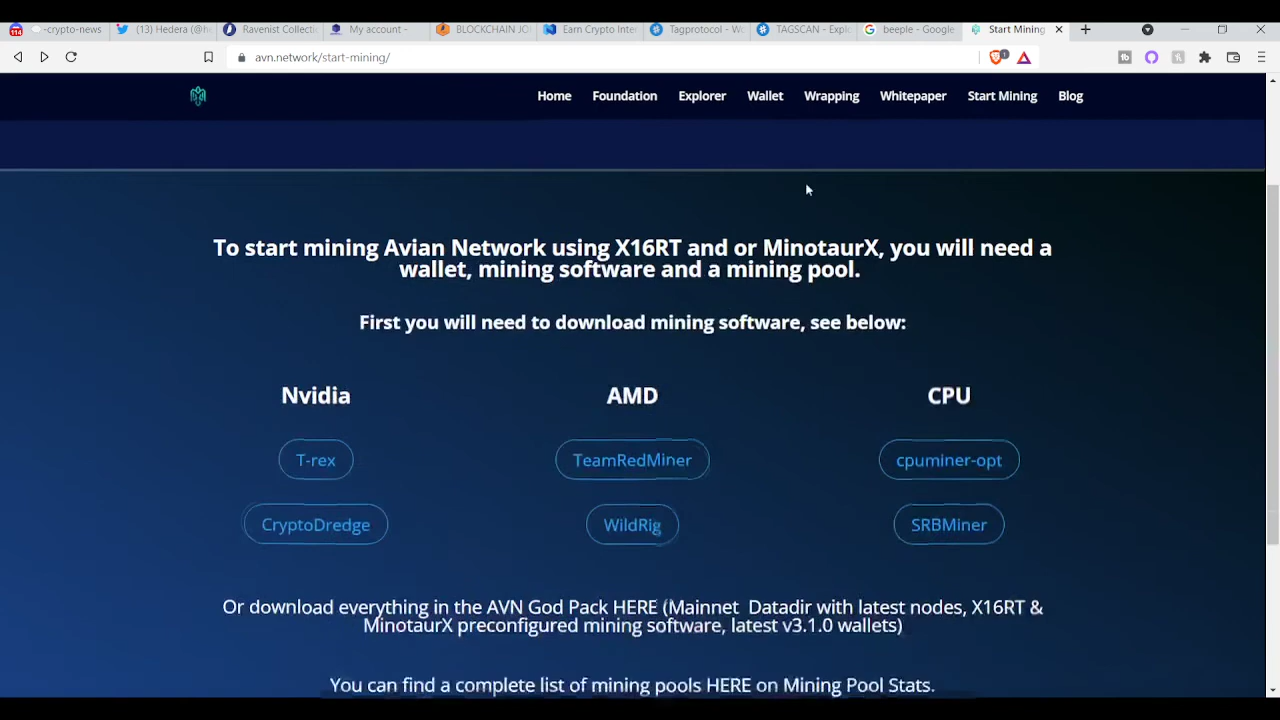 114
-crypto-news
(13) Hedera (@h
Ravenist Collecti
My account -
BLOCKCHAIN JO
Earn Crypto Inte
Tagprotocol - W
TAGSCAN - Explo
beeple - Google
Start Mining
avn.network/start-mining/
1
Home
Foundation
Explorer
Wallet
Wrapping
Whitepaper
Start Mining
Blog
To start mining Avian Network using X16RT and or MinotaurX, you will need a
wallet, mining software and a mining pool.
First you will need to download mining software, see below:
Nvidia
AMD
CPU
T-rex
TeamRedMiner
cpuminer-opt
CryptoDredge
WildRig
SRBMiner
Or download everything in the AVN God Pack HERE (Mainnet Datadir with latest nodes, X16RT &
MinotaurX preconfigured mining software, latest v3.1.0 wallets)
You can find a complete list of mining pools HERE on Mining Pool Stats.